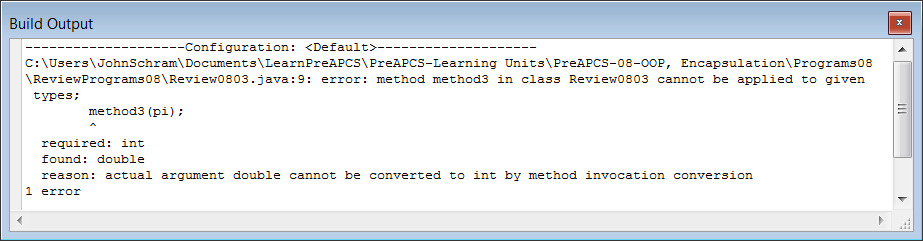 Build Output
--------------------Configuration: <Default>--------------------
C:\Users\JohnSchram\Documents\LearnPreAPCS\PreAPCS-Learning Units\PreAPCS-08-OOP, Encapsulation\Programs08
\ReviewPrograms08\Review0803.java:9: error: method method3 in class Review0803 cannot be applied to given
 types;
        method3(pi);
        ^
  required: int
  found: double
  reason: actual argument double cannot be converted to int by method invocation conversion
1 error